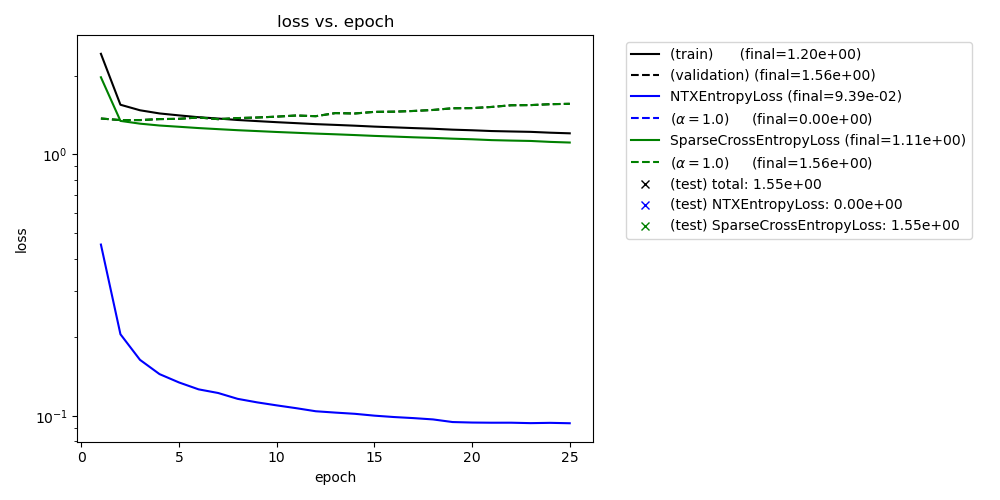 loss vs. epoch
loss
10⁰
10⁻¹
0 5 10 15 20 25
epoch
(train) (final=1.20e+00)
(validation) (final=1.56e+00)
NTXEntropyLoss (final=9.39e-02)
(α = 1.0) (final=0.00e+00)
SparseCrossEntropyLoss (final=1.11e+00)
(α = 1.0) (final=1.56e+00)
(test) total: 1.55e+00
(test) NTXEntropyLoss: 0.00e+00
(test) SparseCrossEntropyLoss: 1.55e+00